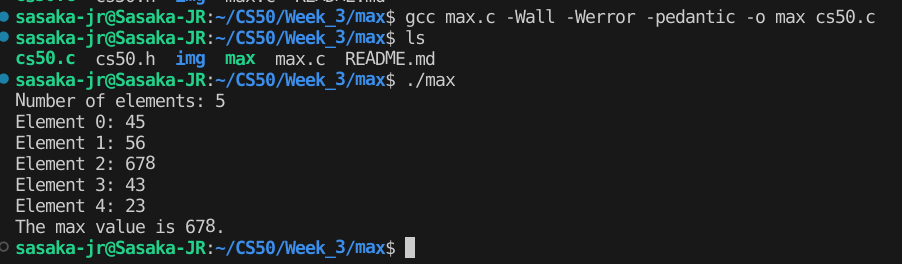 sasaka-jr@Sasaka-JR:~/CS50/Week_3/max$ gcc max.c -Wall -Werror -pedantic -o max cs50.c
sasaka-jr@Sasaka-JR:~/CS50/Week_3/max$ ls
cs50.c cs50.h img max max.c README.md
sasaka-jr@Sasaka-JR:~/CS50/Week_3/max$ ./max
Number of elements: 5
Element 0: 45
Element 1: 56
Element 2: 678
Element 3: 43
Element 4: 23
The max value is 678.
sasaka-jr@Sasaka-JR:~/CS50/Week_3/max$